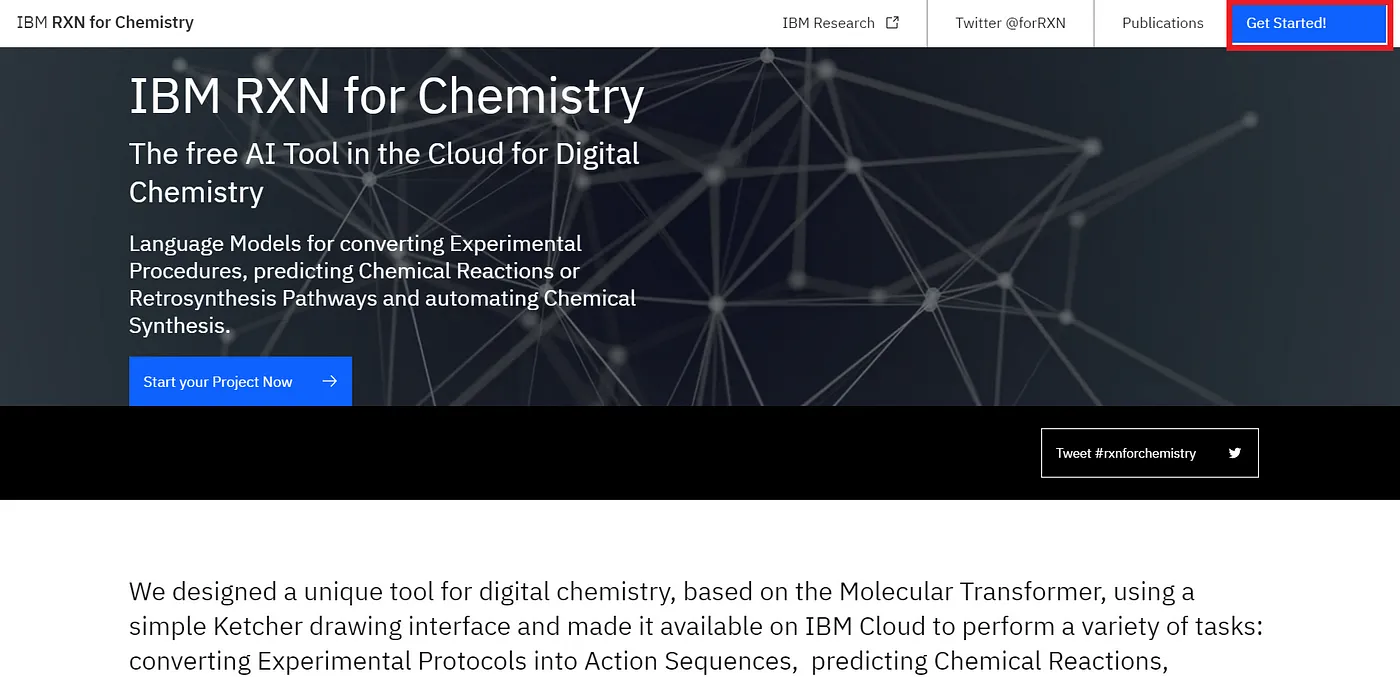 IBM RXN for Chemistry
IBM Research
Twitter @forRXN
Publications
Get Started!
IBM RXN for Chemistry
The free AI Tool in the Cloud for Digital
Chemistry
Language Models for converting Experimental
Procedures, predicting Chemical Reactions or
Retrosynthesis Pathways and automating Chemical
Synthesis.
Start your Project Now
Tweet #rxnforchemistry
We designed a unique tool for digital chemistry, based on the Molecular Transformer, using a
simple Ketcher drawing interface and made it available on IBM Cloud to perform a variety of tasks:
converting Experimental Protocols into Action Sequences,  predicting Chemical Reactions,